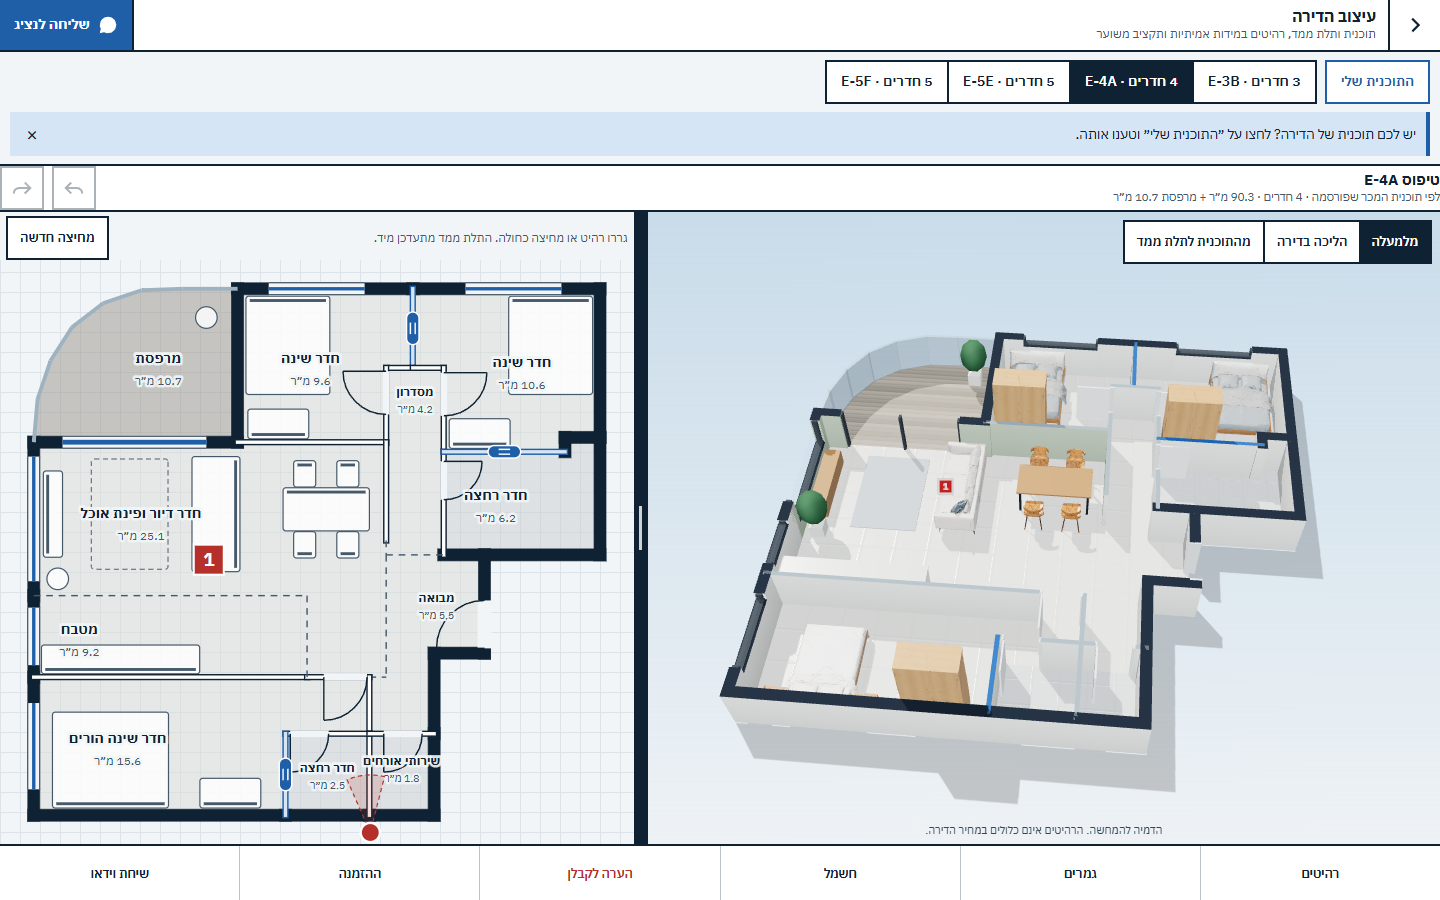 עיצוב הדירה
תוכנית ותלת ממד, רהיטים במידות אמיתיות ותקציב משוער
שליחה לנציג
התוכנית שלי
3 חדרים · E-3B
4 חדרים · E-4A
5 חדרים · E-5E
5 חדרים · E-5F
יש לכם תוכנית של הדירה? לחצו על ״התוכנית שלי״ וטענו אותה.
×
טיפוס E-4A
לפי תוכנית המכר שפורסמה · 4 חדרים · 90.3 מ״ר + מרפסת 10.7 מ״ר
מלמעלה
הליכה בדירה
מהתוכנית לתלת ממד
1
הדמיה להמחשה. הרהיטים אינם כלולים במחיר הדירה.
גררו רהיט או מחיצה כחולה. התלת ממד מתעדכן מיד.
מחיצה חדשה
חדר שינה
10.6 מ״ר
חדר שינה
9.6 מ״ר
מרפסת
10.7 מ״ר
מסדרון
4.2 מ״ר
חדר רחצה
6.2 מ״ר
חדר דיור ופינת אוכל
25.1 מ״ר
1
מבואה
5.5 מ״ר
מטבח
9.2 מ״ר
חדר שינה הורים
15.6 מ״ר
שירותי אורחים
1.8 מ״ר
חדר רחצה
2.5 מ״ר
רהיטים
גמרים
חשמל
הערה לקבלן
ההזמנה
שיחת וידאו